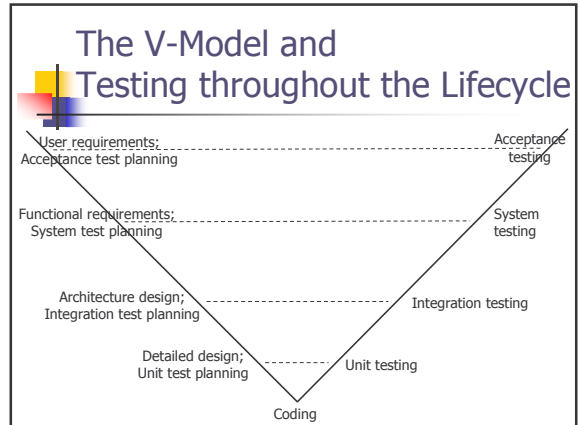 The V-Model and
Testing throughout the Lifecycle
User requirements;
Acceptance test planning
Acceptance
testing
Functional requirements;
System test planning
System
testing
Architecture design;
Integration test planning
Integration testing
Detailed design;
Unit test planning
Unit testing
Coding